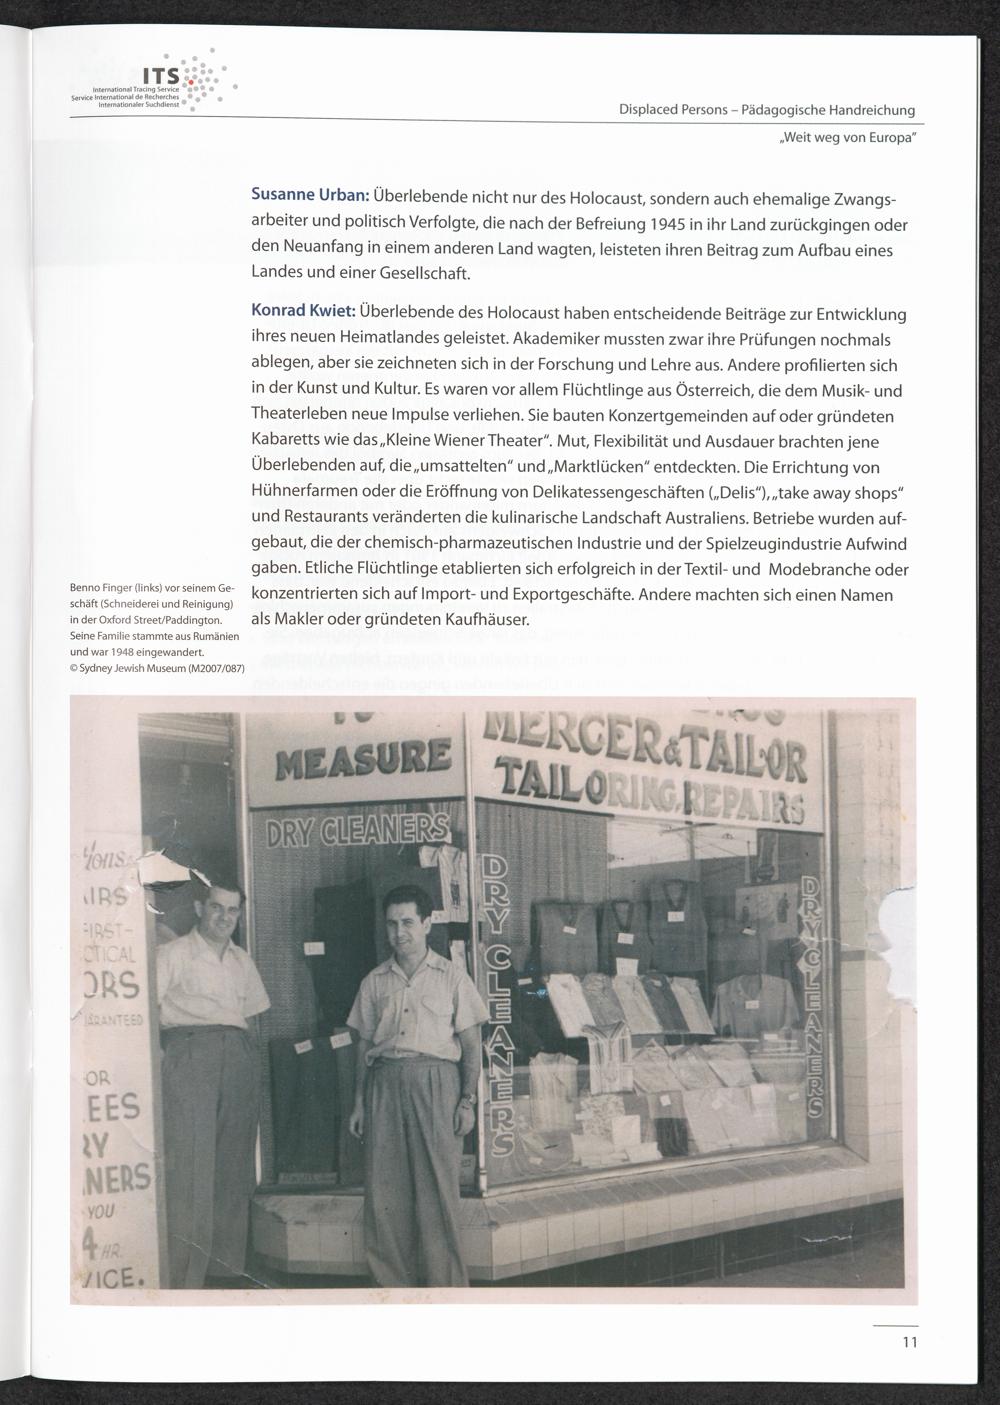 ITS
International Tracing Service
Service International de Recherches
Internationaler Suchdienst
Displaced Persons – Pädagogische Handreichung
„Weit weg von Europa“
Susanne Urban: Überlebende nicht nur des Holocaust, sondern auch ehemalige Zwangs-
arbeiter und politisch Verfolgte, die nach der Befreiung 1945 in ihr Land zurückgingen oder
den Neuanfang in einem anderen Land wagten, leisteten ihren Beitrag zum Aufbau eines
Landes und einer Gesellschaft.
Konrad Kwiet: Überlebende des Holocaust haben entscheidende Beiträge zur Entwicklung
ihres neuen Heimatlandes geleistet. Akademiker mussten zwar ihre Prüfungen nochmals
ablegen, aber sie zeichneten sich in der Forschung und Lehre aus. Andere profilierten sich
in der Kunst und Kultur. Es waren vor allem Flüchtlinge aus Österreich, die dem Musik- und
Theaterleben neue Impulse verliehen. Sie bauten Konzertgemeinden auf oder gründeten
Kabaretts wie das „Kleine Wiener Theater“. Mut, Flexibilität und Ausdauer brachten jene
Überlebenden auf, die „umsattelten“ und „Marktlücken“ entdeckten. Die Errichtung von
Hühnerfarmen oder die Eröffnung von Delikatessengeschäften („Delis“), „take away shops“
und Restaurants veränderten die kulinarische Landschaft Australiens. Betriebe wurden auf-
gebaut, die der chemisch-pharmazeutischen Industrie und der Spielzeugindustrie Aufwind
gaben. Etliche Flüchtlinge etablierten sich erfolgreich in der Textil- und Modebranche oder
konzentrierten sich auf Import- und Exportgeschäfte. Andere machten sich einen Namen
als Makler oder gründeten Kaufhäuser.
Benno Finger (links) vor seinem Ge-
schäft (Schneiderei und Reinigung)
in der Oxford Street/Paddington.
Seine Familie stammte aus Rumänien
und war 1948 eingewandert.
© Sydney Jewish Museum (M2007/087)
TO
MEASURE
MERCER & TAILOR
TAILORING, REPAIRS
DRY CLEANERS
DRY CLEANERS
DRY CLEANERS
IRS
FIRST-
CTICAL
ORS
ARANTEED
OR
EES
RY
NERS
YOU
4 HR.
VICE.
11